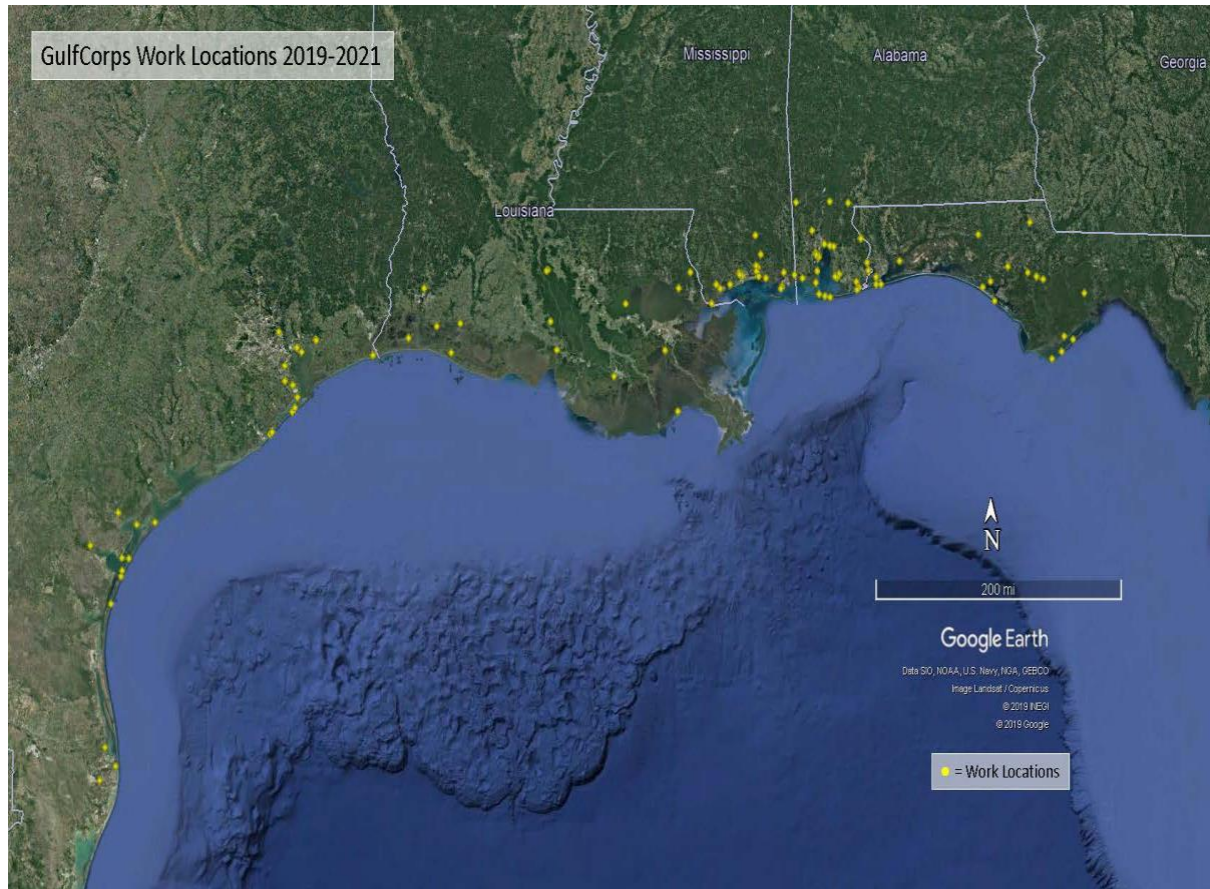 GulfCorps Work Locations 2019-2021
Mississippi
Alabama
Georgia
Louisiana
N
200 mi
Google Earth
Data SIO, NOAA, U.S. Navy, NGA, GEBCO
Image Landsat / Copernicus
© 2019 INEGI
© 2019 Google
= Work Locations